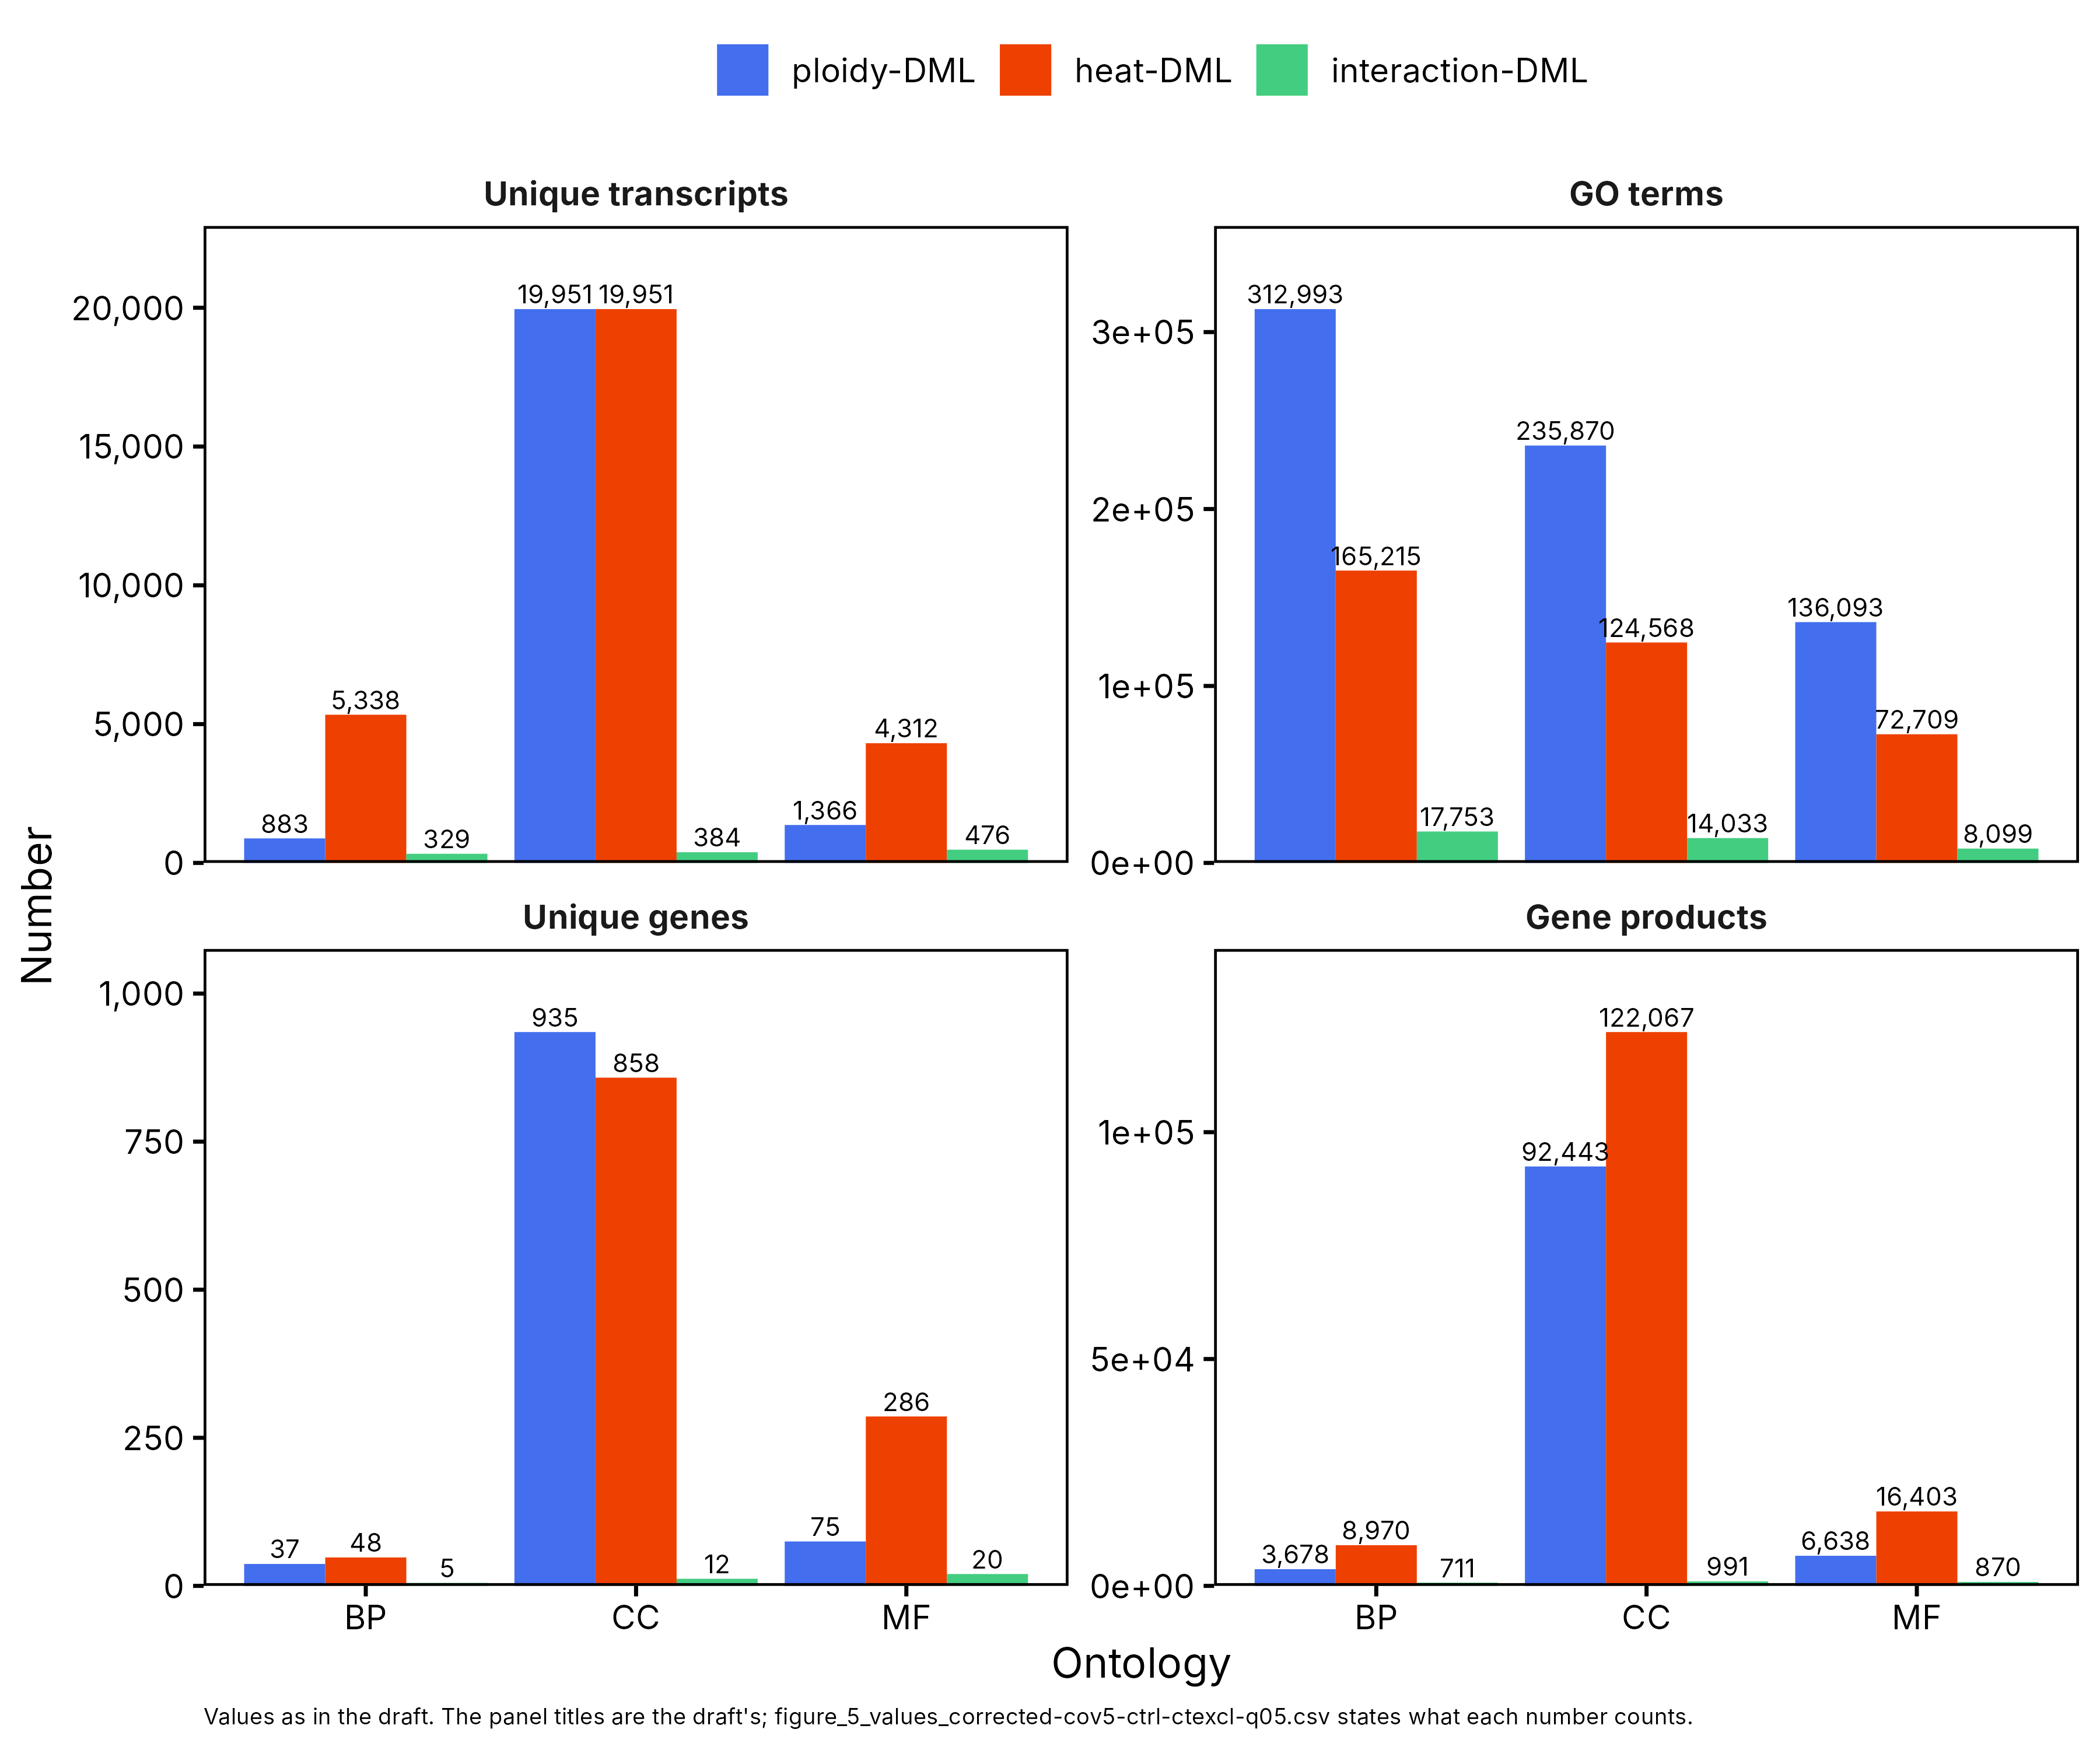 ploidy-DML heat-DML interaction-DML
Unique transcripts
20,000
15,000
10,000
5,000
0
883
5,338
329
19,951
19,951
384
1,366
4,312
476
GO terms
3e+05
2e+05
1e+05
0e+00
312,993
165,215
17,753
235,870
124,568
14,033
136,093
72,709
8,099
Number
Unique genes
1,000
750
500
250
0
37
48
5
935
858
12
75
286
20
BP CC MF
Gene products
1e+05
5e+04
0e+00
3,678
8,970
711
92,443
122,067
991
6,638
16,403
870
BP CC MF
Ontology
Values as in the draft. The panel titles are the draft's; figure_5_values_corrected-cov5-ctrl-ctexcl-q05.csv states what each number counts.